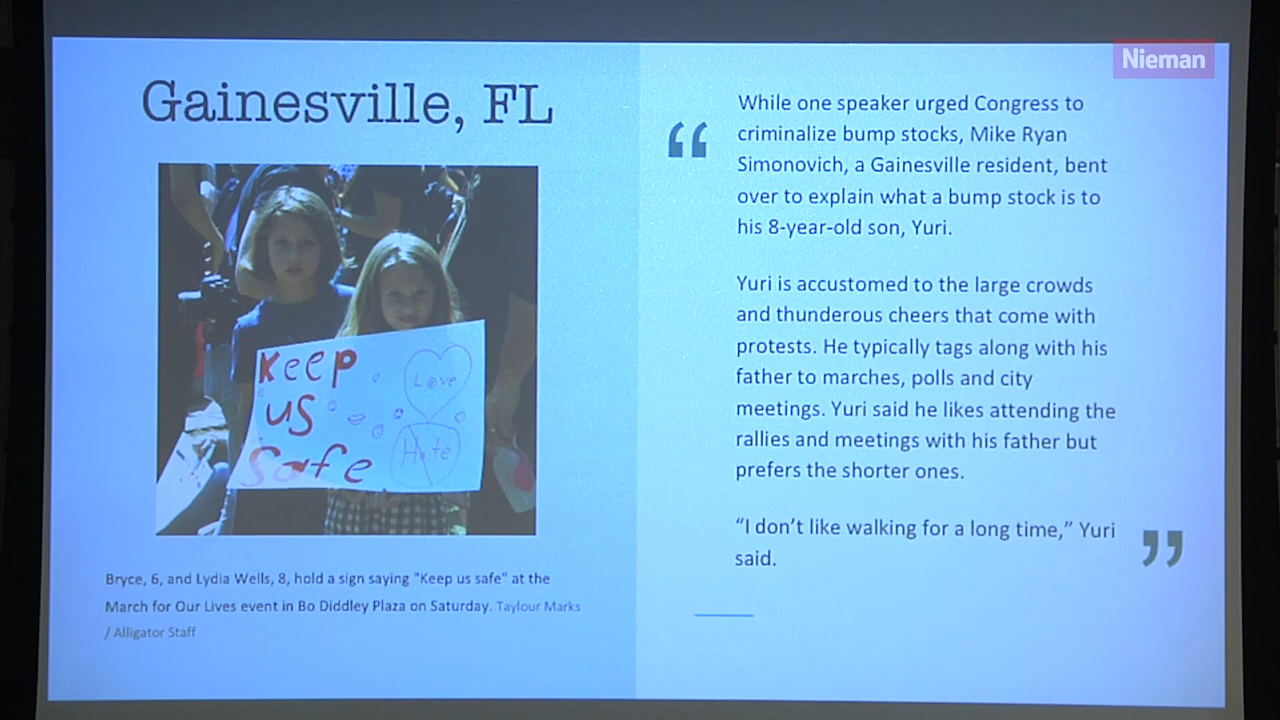 Nieman
Gainesville, FL
Keep
us
Safe
Love
Hate
Bryce, 6, and Lydia Wells, 8, hold a sign saying "Keep us safe" at the
March for Our Lives event in Bo Diddley Plaza on Saturday. Taylour Marks
/ Alligator Staff
“
While one speaker urged Congress to
criminalize bump stocks, Mike Ryan
Simonovich, a Gainesville resident, bent
over to explain what a bump stock is to
his 8-year-old son, Yuri.
Yuri is accustomed to the large crowds
and thunderous cheers that come with
protests. He typically tags along with his
father to marches, polls and city
meetings. Yuri said he likes attending the
rallies and meetings with his father but
prefers the shorter ones.
“I don’t like walking for a long time,” Yuri
said.
”